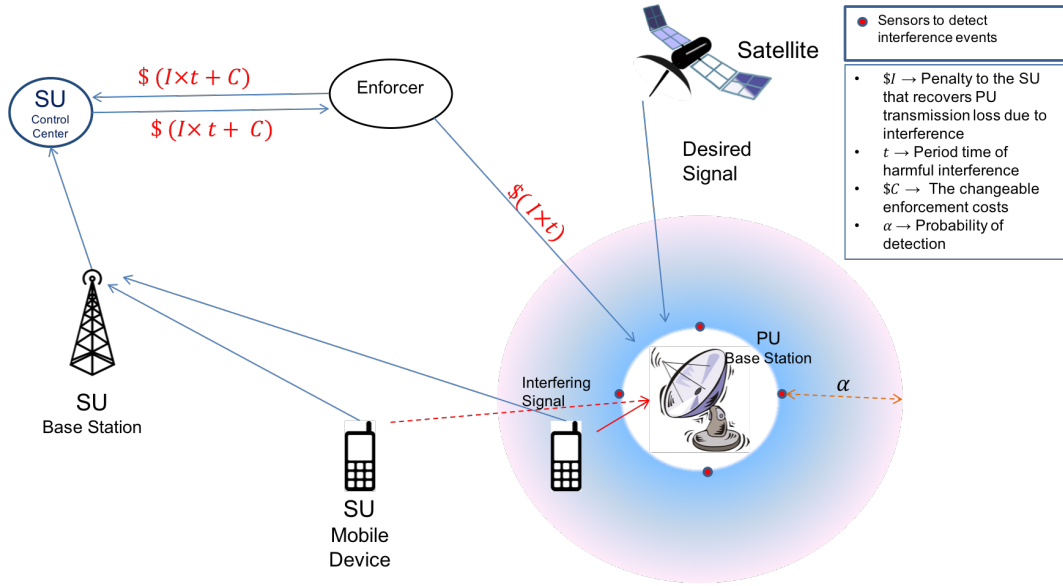 Satellite
Sensors to detect
interference events
$I → Penalty to the SU
that recovers PU
transmission loss due to
interference
t → Period time of
harmful interference
$C → The changeable
enforcement costs
α → Probability of
detection
SU
Control
Center
$ (I× t + C)
$ (I× t + C)
Enforcer
Desired
Signal
$( I×t)
PU
Base Station
Interfering
Signal
α
SU
Base Station
SU
Mobile
Device